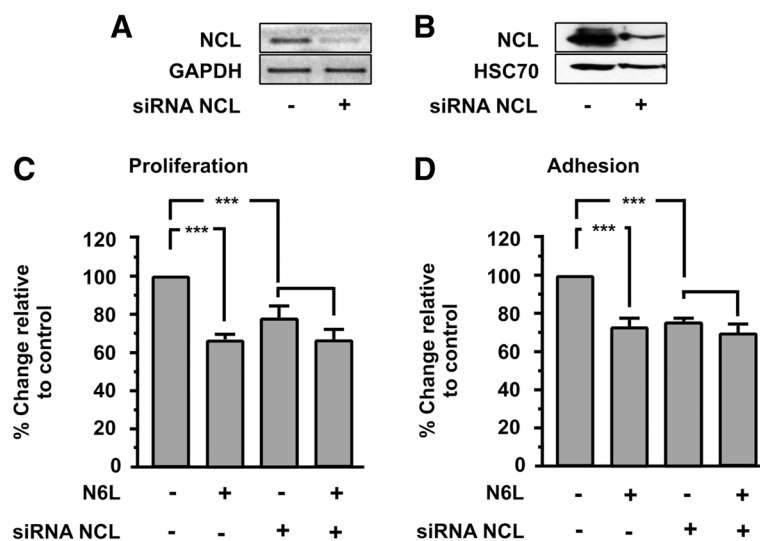 A
NCL
GAPDH
siRNA NCL - +
B
NCL
HSC70
siRNA NCL - +
C
Proliferation
% Change relative
to control
120
100
80
60
40
20
0
***
***
N6L - + - +
siRNA NCL - - + +
D
Adhesion
% Change relative
to control
120
100
80
60
40
20
0
***
***
N6L - + - +
siRNA NCL - - + +